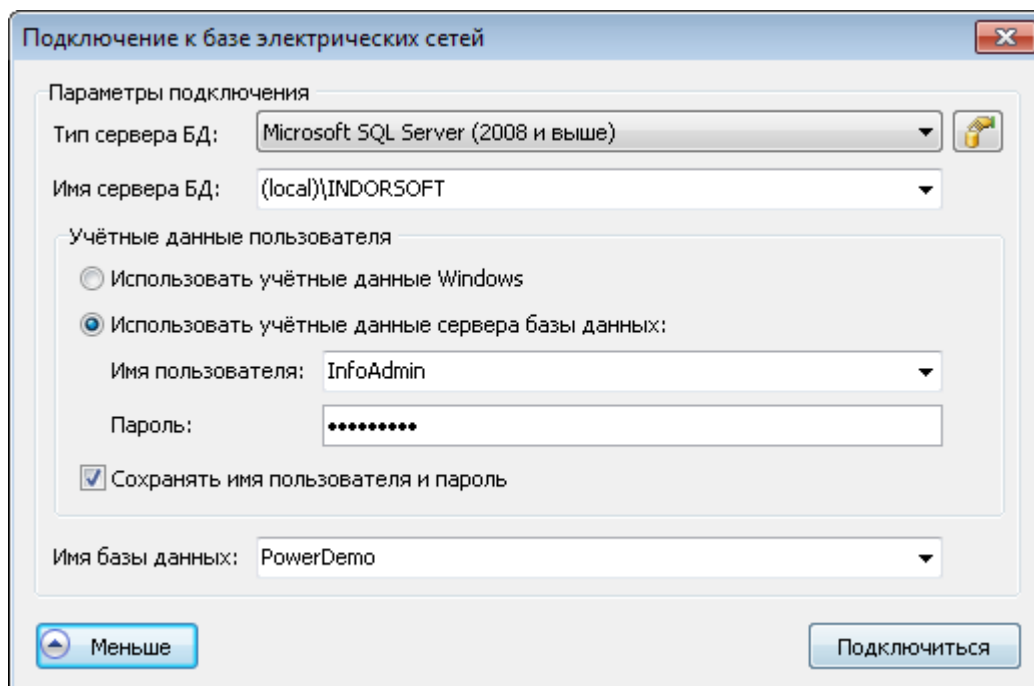 Подключение к базе электрических сетей
Параметры подключения
Тип сервера БД: Microsoft SQL Server (2008 и выше)
Имя сервера БД: (local)\INDORSOFT
Учётные данные пользователя
Использовать учётные данные Windows
Использовать учётные данные сервера базы данных:
Имя пользователя: InfoAdmin
Пароль: •••••••••
Сохранять имя пользователя и пароль
Имя базы данных: PowerDemo
Меньше Подключиться